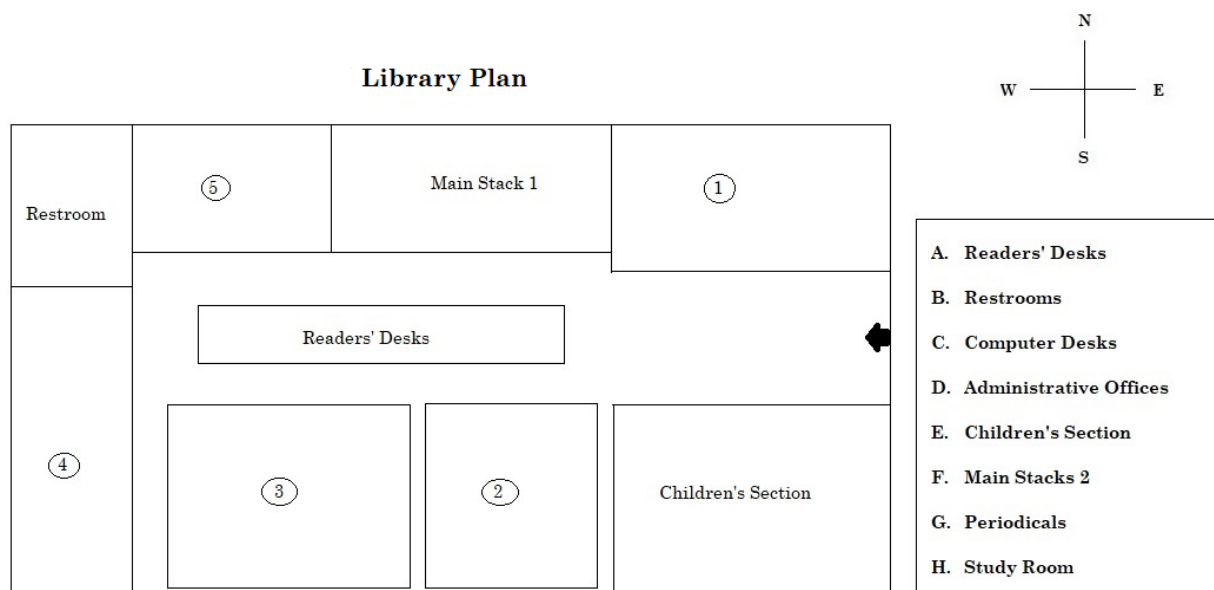 Library Plan
N
W E
S
Restroom
5
Main Stack 1
1
Readers' Desks
4
3
2
Children's Section
A. Readers' Desks
B. Restrooms
C. Computer Desks
D. Administrative Offices
E. Children's Section
F. Main Stacks 2
G. Periodicals
H. Study Room